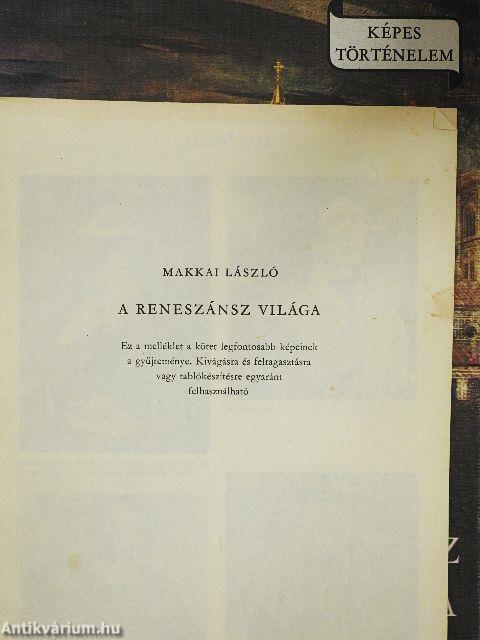 KÉPES
TÖRTÉNELEM
MAKKAI LÁSZLÓ
A RENESZÁNSZ VILÁGA
Ez a melléklet a kötet legfontosabb képeinek
a gyűjteménye. Kivágásra és felragasztásra
vagy tablókészítésre egyaránt
felhasználható
Z
A
Antikvárium.hu